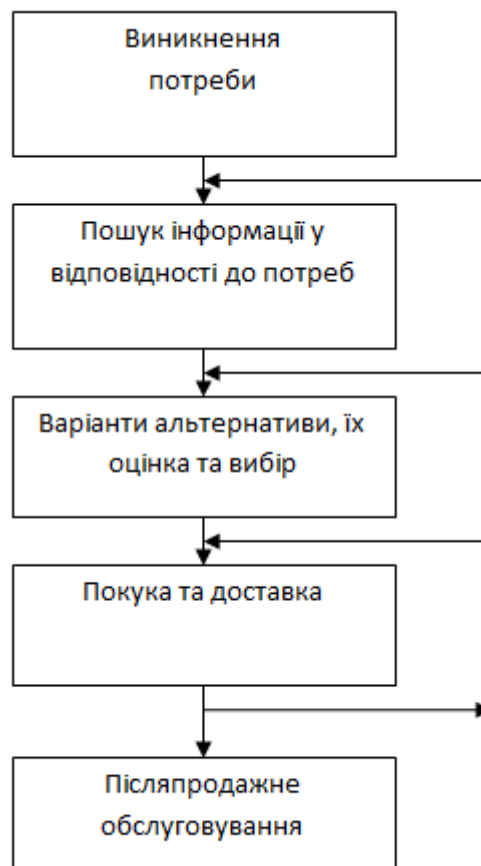 Виникнення
потреби
Пошук інформації у
відповідності до потреб
Варіанти альтернативи, їх
оцінка та вибір
Покука та доставка
Післяпродажне
обслуговування